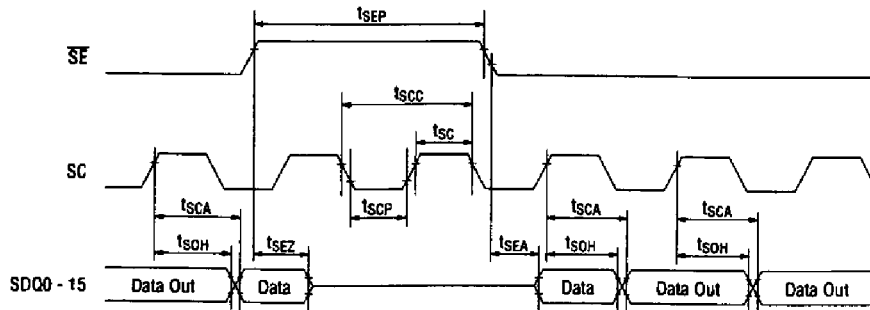 tSEP
SE
tSCC
tSC
SC
tSCP
tSCA tSCA tSCA
tSOH tSEZ tSEA tSOH tSOH
SDQ0 - 15 Data Out Data Data Data Out Data Out